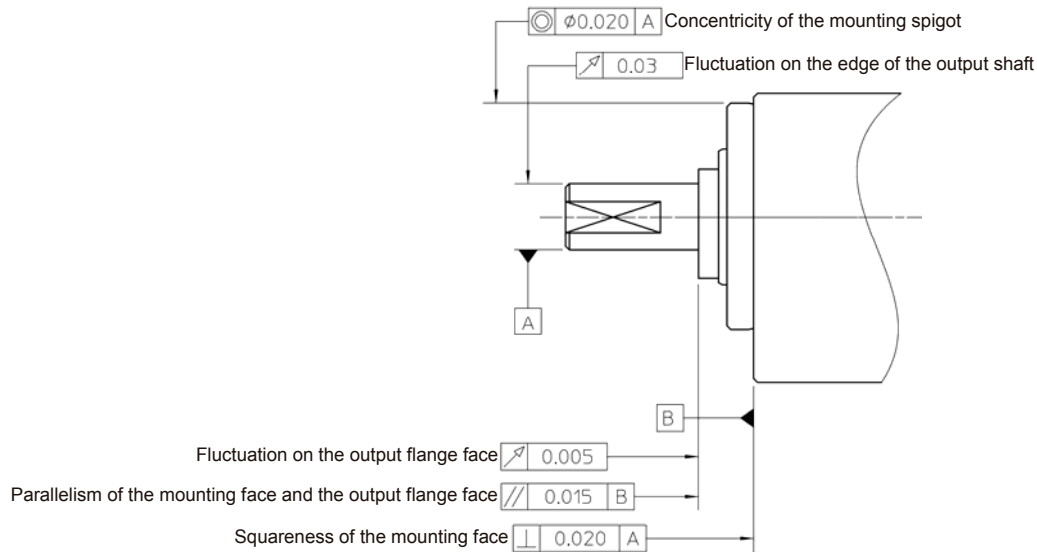 ◎ ⌀0.020 A Concentricity of the mounting spigot
↗ 0.03 Fluctuation on the edge of the output shaft
A
B
Fluctuation on the output flange face ↗ 0.005
Parallelism of the mounting face and the output flange face // 0.015 B
Squareness of the mounting face ⊥ 0.020 A